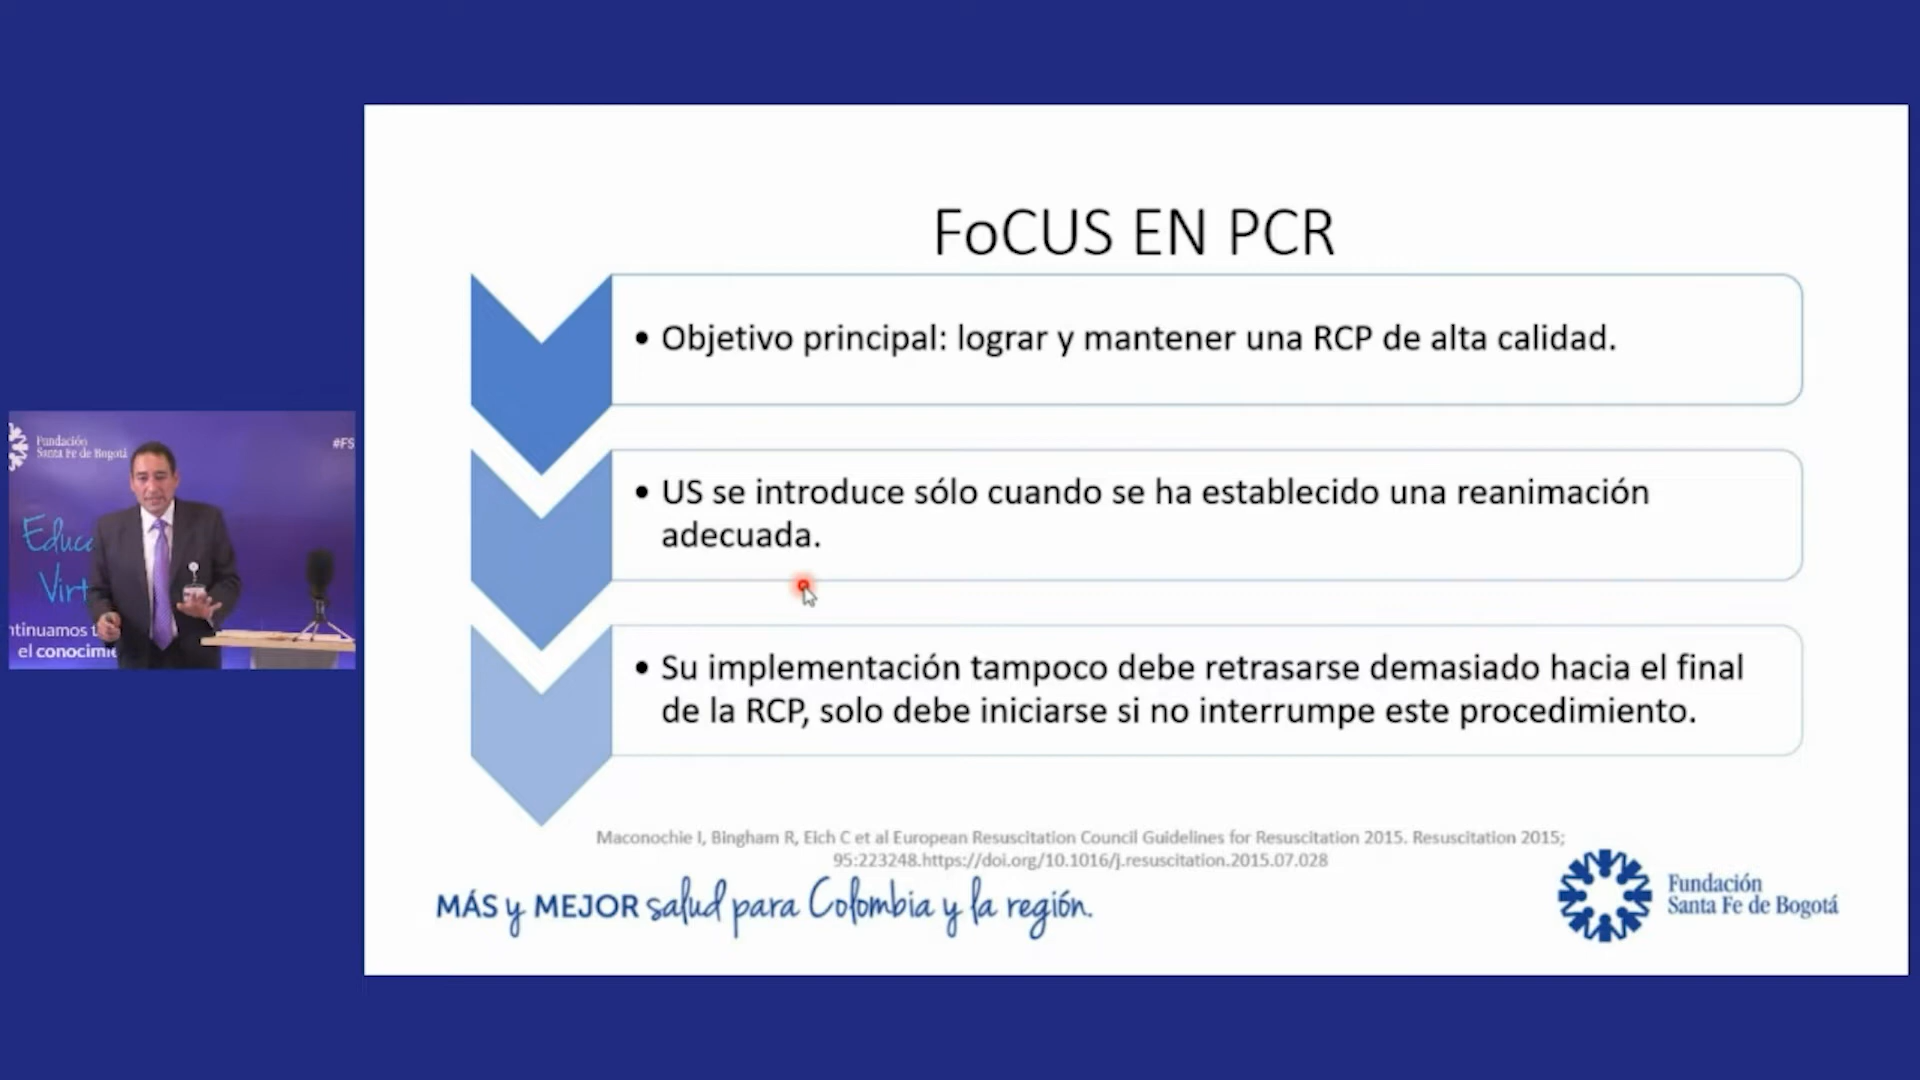 FoCUS EN PCR
• Objetivo principal: lograr y mantener una RCP de alta calidad.
• US se introduce sólo cuando se ha establecido una reanimación
adecuada.
• Su implementación tampoco debe retrasarse demasiado hacia el final
de la RCP, solo debe iniciarse si no interrumpe este procedimiento.
Maconochie I, Bingham R, Eich C et al European Resuscitation Council Guidelines for Resuscitation 2015. Resuscitation 2015;
95:223248.https://doi.org/10.1016/j.resuscitation.2015.07.028
MÁS y MEJOR salud para Colombia y la región.
Fundación
Santa Fe de Bogotá
Fundación
Santa Fe de Bogotá
#FS
Educa
Virt
ntinuamos t
el conocimie